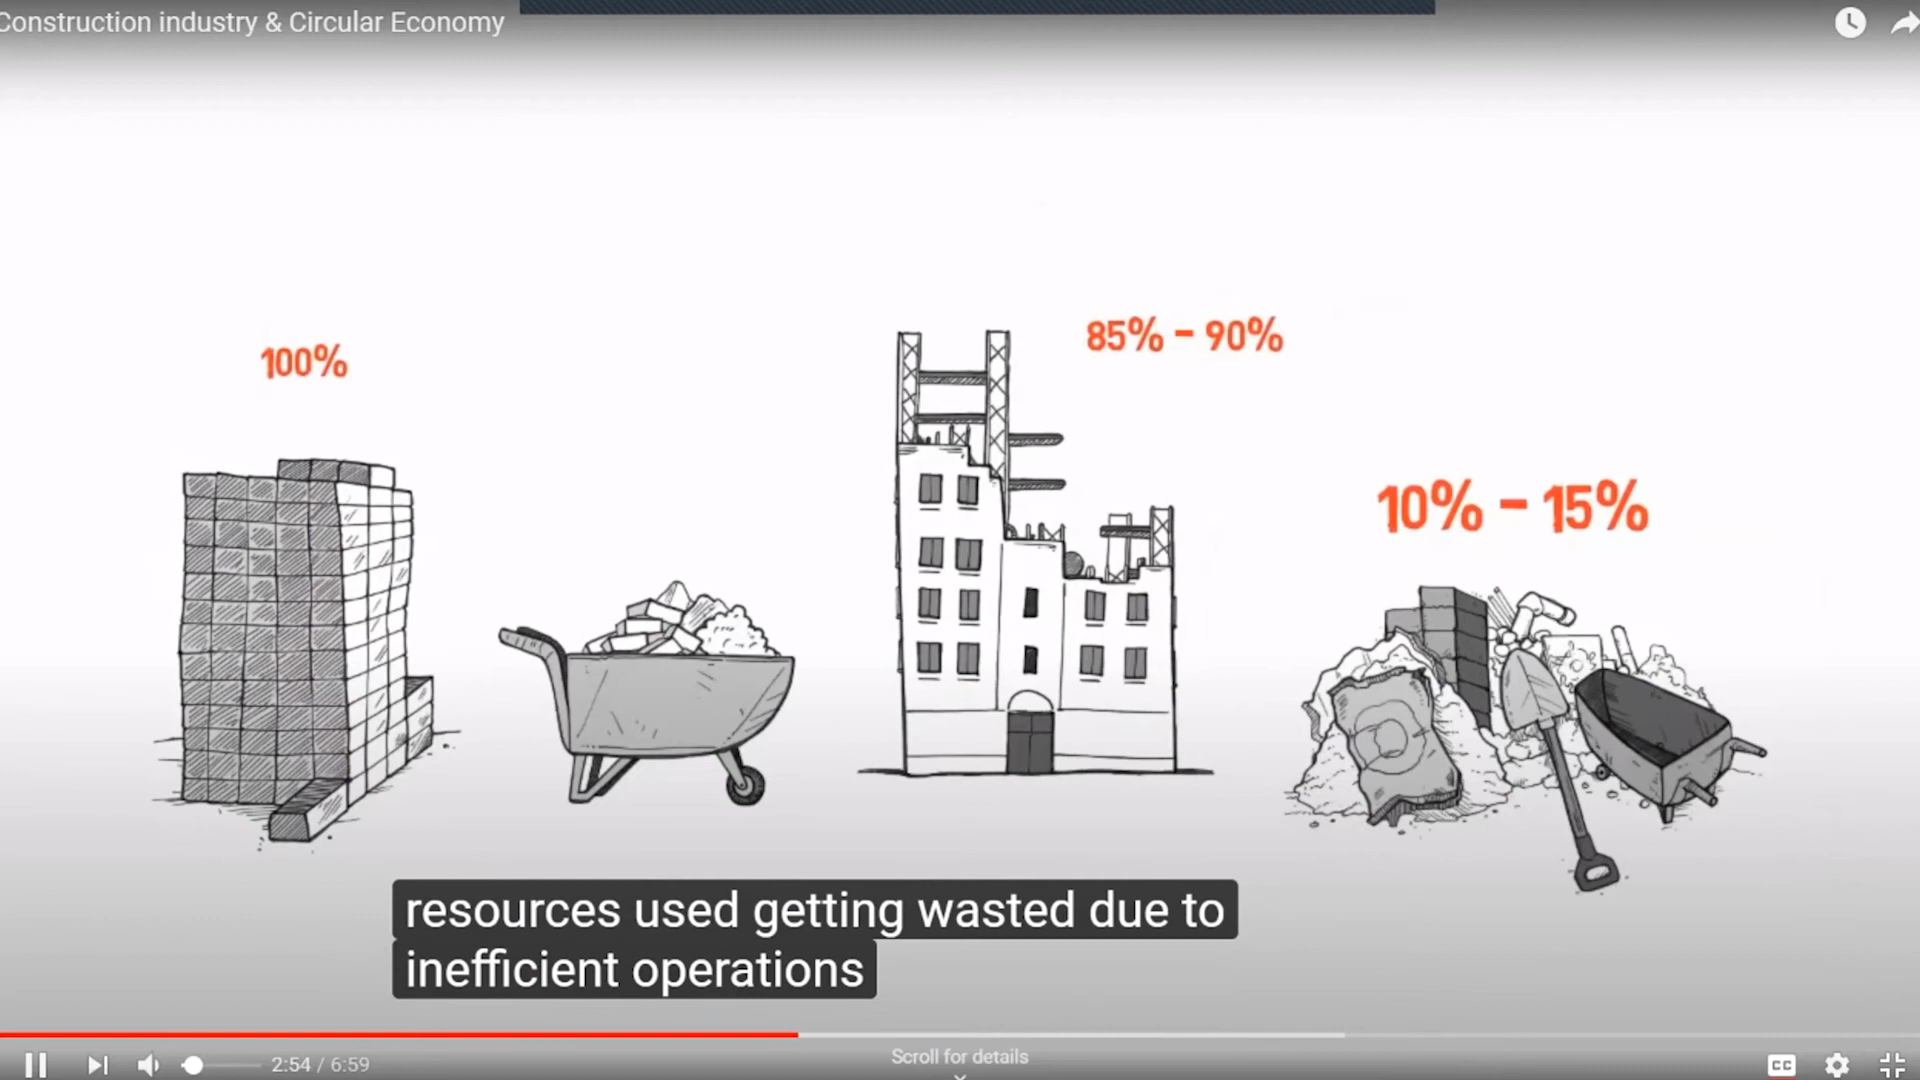 Construction industry & Circular Economy
100%
85% - 90%
10% - 15%
resources used getting wasted due to
inefficient operations
2:54 / 6:59
Scroll for details
CC